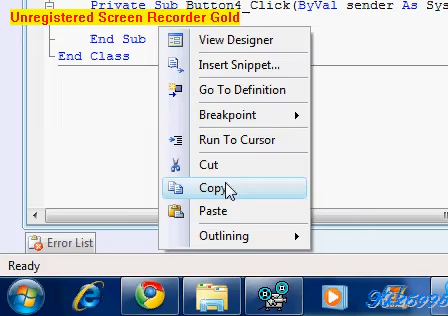 Private Sub Button4_Click(ByVal sender As Sys
Unregistered Screen Recorder Gold
End Sub
End Class
View Designer
Insert Snippet...
Go To Definition
Breakpoint
Run To Cursor
Cut
Copy
Paste
Outlining
Error List
Ready